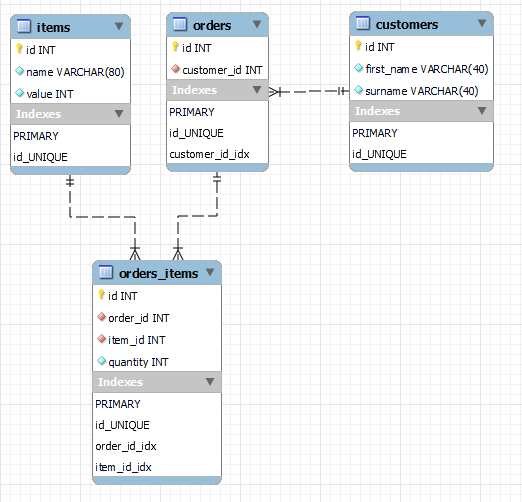 items
id INT
name VARCHAR(80)
value INT
Indexes
PRIMARY
id_UNIQUE
orders
id INT
customer_id INT
Indexes
PRIMARY
id_UNIQUE
customer_id_idx
customers
id INT
first_name VARCHAR(40)
surname VARCHAR(40)
Indexes
PRIMARY
id_UNIQUE
orders_items
id INT
order_id INT
item_id INT
quantity INT
Indexes
PRIMARY
id_UNIQUE
order_id_idx
item_id_idx